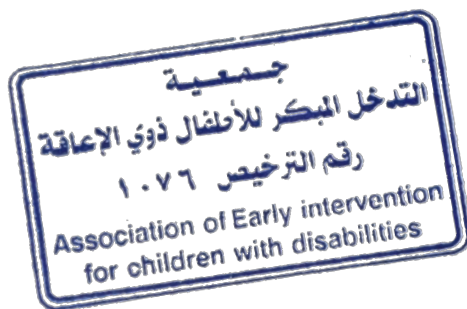 جمعية
التدخل المبكر للأطفال ذوي الإعاقة
رقم الترخيص ١٠٧٦
Association of Early intervention
for children with disabilities